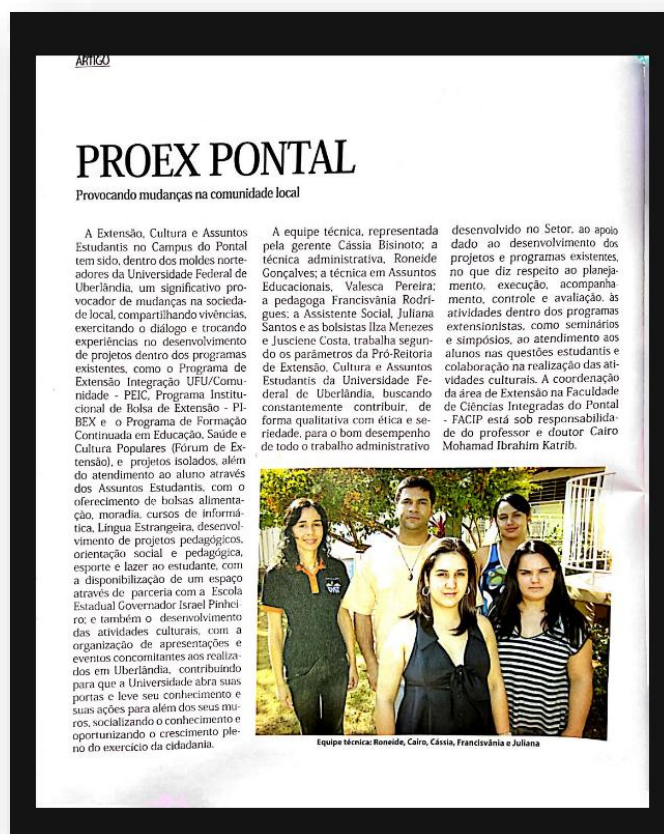 ARTIGO
PROEX PONTAL
Provocando mudanças na comunidade local
A Extensão, Cultura e Assuntos
Estudantis no Campus do Pontal
tem sido, dentro dos moldes norte-
adores da Universidade Federal de
Uberlândia, um significativo pro-
vocador de mudanças na socieda-
de local, compartilhando vivências,
exercitando o diálogo e trocando
experiências no desenvolvimento
de projetos dentro dos programas
existentes, como o Programa de
Extensão Integração UFU/Comu-
nidade - PEIC, Programa Institu-
cional de Bolsa de Extensão - PI-
BEX e o Programa de Formação
Continuada em Educação, Saúde e
Cultura Populares (Fórum de Ex-
tensão), e projetos isolados, além
do atendimento ao aluno através
dos Assuntos Estudantis, com o
oferecimento de bolsas alimenta-
ção, moradia, cursos de informá-
tica, Língua Estrangeira, desenvol-
vimento de projetos pedagógicos,
orientação social e pedagógica,
esporte e lazer ao estudante, com
a disponibilização de um espaço
através de parceria com a Escola
Estadual Governador Israel Pinhei-
ro; e também o desenvolvimento
das atividades culturais, com a
organização de apresentações e
eventos concomitantes aos realiza-
dos em Uberlândia, contribuindo
para que a Universidade abra suas
portas e leve seu conhecimento e
suas ações para além dos seus mu-
ros, socializando o conhecimento e
oportunizando o crescimento ple-
no do exercício da cidadania.
A equipe técnica, representada
pela gerente Cássia Bisinoto; a
técnica administrativa, Roneide
Gonçalves; a técnica em Assuntos
Educacionais, Valesca Pereira;
a pedagoga Francisvânia Rodri-
gues; a Assistente Social, Juliana
Santos e as bolsistas Ilza Menezes
e Jusciene Costa, trabalha segun-
do os parâmetros da Pró-Reitoria
de Extensão, Cultura e Assuntos
Estudantis da Universidade Fe-
deral de Uberlândia, buscando
constantemente contribuir, de
forma qualitativa com ética e se-
riedade, para o bom desempenho
de todo o trabalho administrativo
desenvolvido no Setor, ao apoio
dado ao desenvolvimento dos
projetos e programas existentes,
no que diz respeito ao planeja-
mento, execução, acompanha-
mento, controle e avaliação, às
atividades dentro dos programas
extensionistas, como seminários
e simpósios, ao atendimento aos
alunos nas questões estudantis e
colaboração na realização das ati-
vidades culturais. A coordenação
da área de Extensão na Faculdade
de Ciências Integradas do Pontal
- FACIP está sob responsabilida-
de do professor e doutor Cairo
Mohamad Ibrahim Katrib.
Equipe técnica: Roneide, Cairo, Cássia, Francisvânia e Juliana